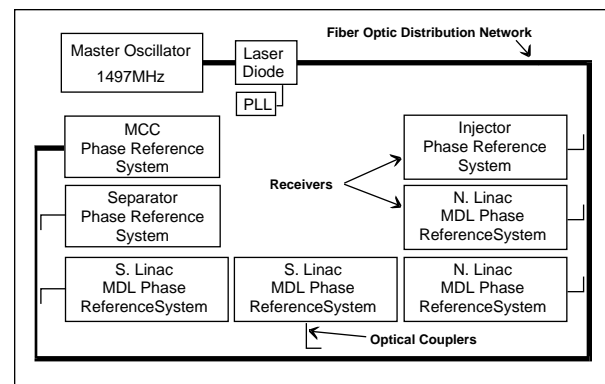 Fiber Optic Distribution Network
Master Oscillator
1497MHz
Laser
Diode
PLL
MCC
Phase Reference
System
Injector
Phase Reference
System
Receivers
Separator
Phase Reference
System
N. Linac
MDL Phase
ReferenceSystem
S. Linac
MDL Phase
ReferenceSystem
S. Linac
MDL Phase
ReferenceSystem
N. Linac
MDL Phase
ReferenceSystem
Optical Couplers